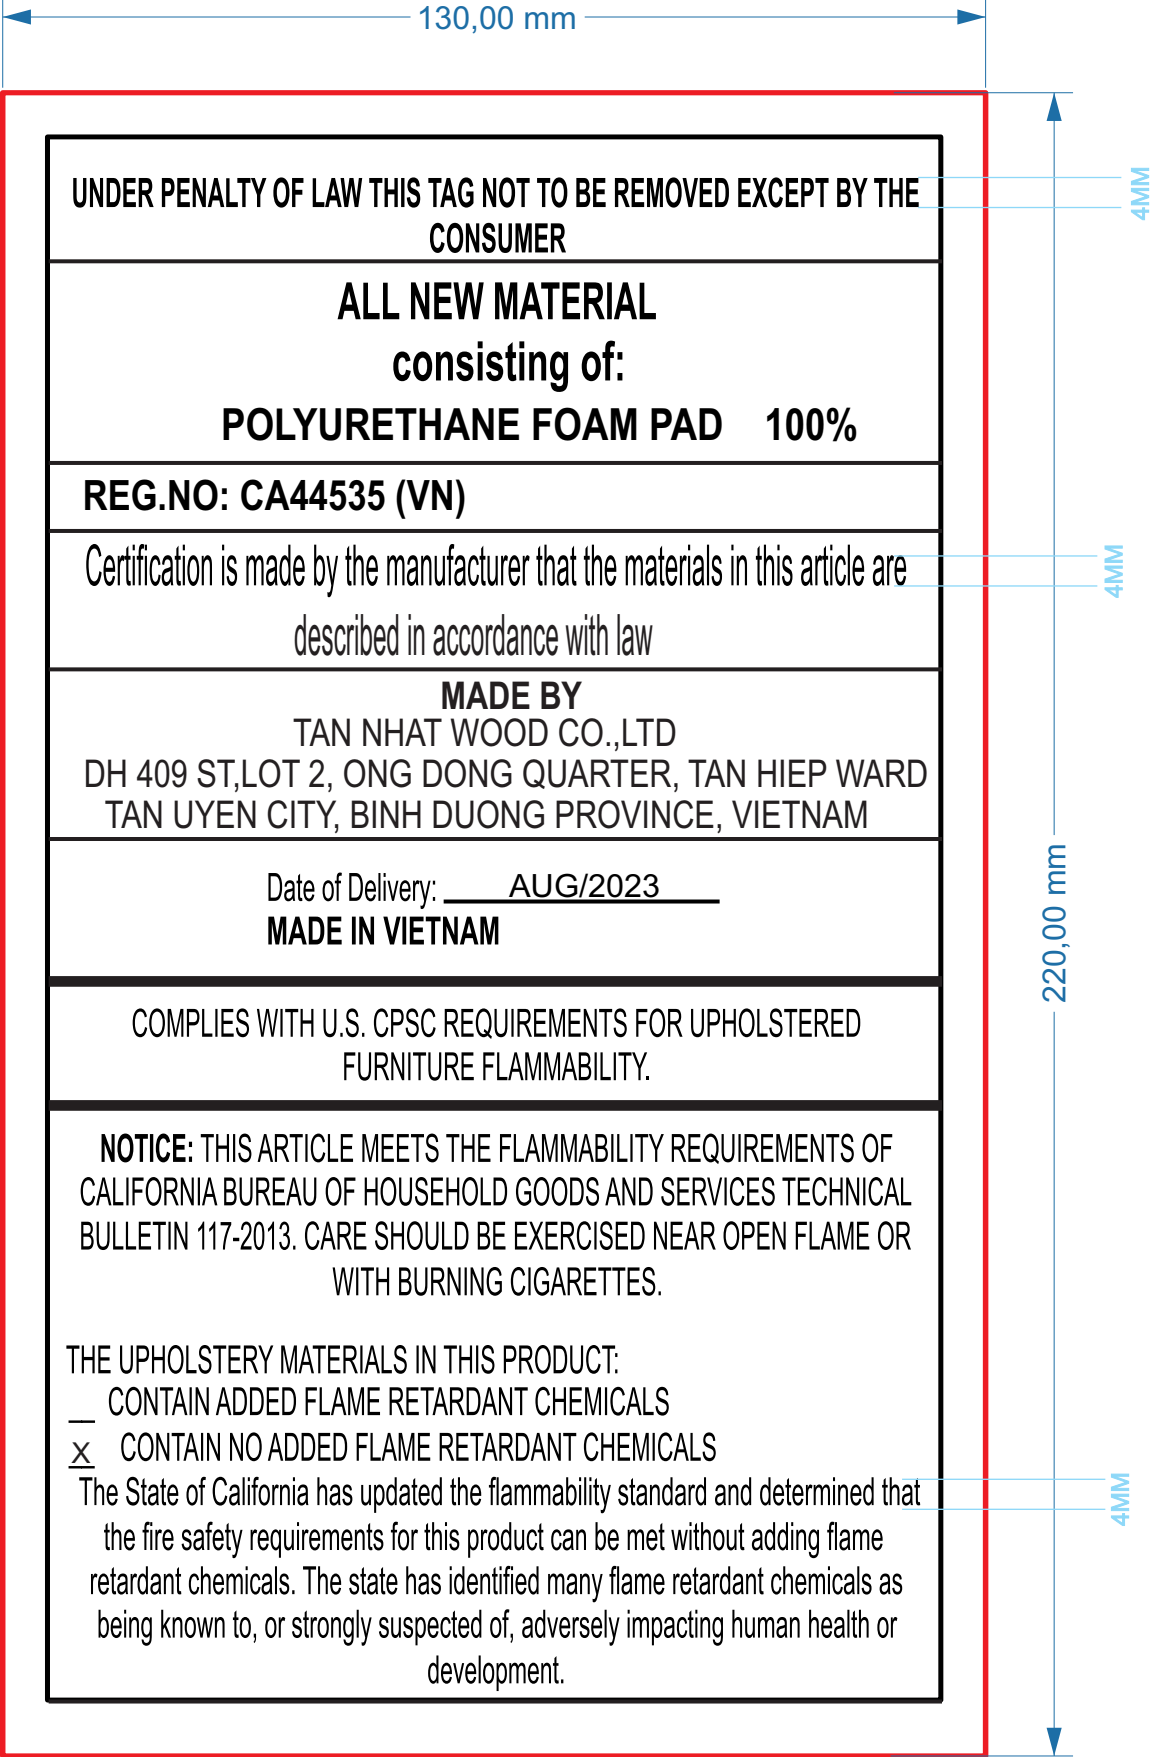 130,00 mm
UNDER PENALTY OF LAW THIS TAG NOT TO BE REMOVED EXCEPT BY THE
CONSUMER
4MM
ALL NEW MATERIAL
consisting of:
POLYURETHANE FOAM PAD 100%
REG.NO: CA44535 (VN)
Certification is made by the manufacturer that the materials in this article are
4MM
described in accordance with law
MADE BY
TAN NHAT WOOD CO.,LTD
DH 409 ST,LOT 2, ONG DONG QUARTER, TAN HIEP WARD
TAN UYEN CITY, BINH DUONG PROVINCE, VIETNAM
Date of Delivery: AUG/2023
MADE IN VIETNAM
220,00 mm
COMPLIES WITH U.S. CPSC REQUIREMENTS FOR UPHOLSTERED
FURNITURE FLAMMABILITY.
NOTICE: THIS ARTICLE MEETS THE FLAMMABILITY REQUIREMENTS OF
CALIFORNIA BUREAU OF HOUSEHOLD GOODS AND SERVICES TECHNICAL
BULLETIN 117-2013. CARE SHOULD BE EXERCISED NEAR OPEN FLAME OR
WITH BURNING CIGARETTES.
THE UPHOLSTERY MATERIALS IN THIS PRODUCT:
__ CONTAIN ADDED FLAME RETARDANT CHEMICALS
X CONTAIN NO ADDED FLAME RETARDANT CHEMICALS
The State of California has updated the flammability standard and determined that
4MM
the fire safety requirements for this product can be met without adding flame
retardant chemicals. The state has identified many flame retardant chemicals as
being known to, or strongly suspected of, adversely impacting human health or
development.